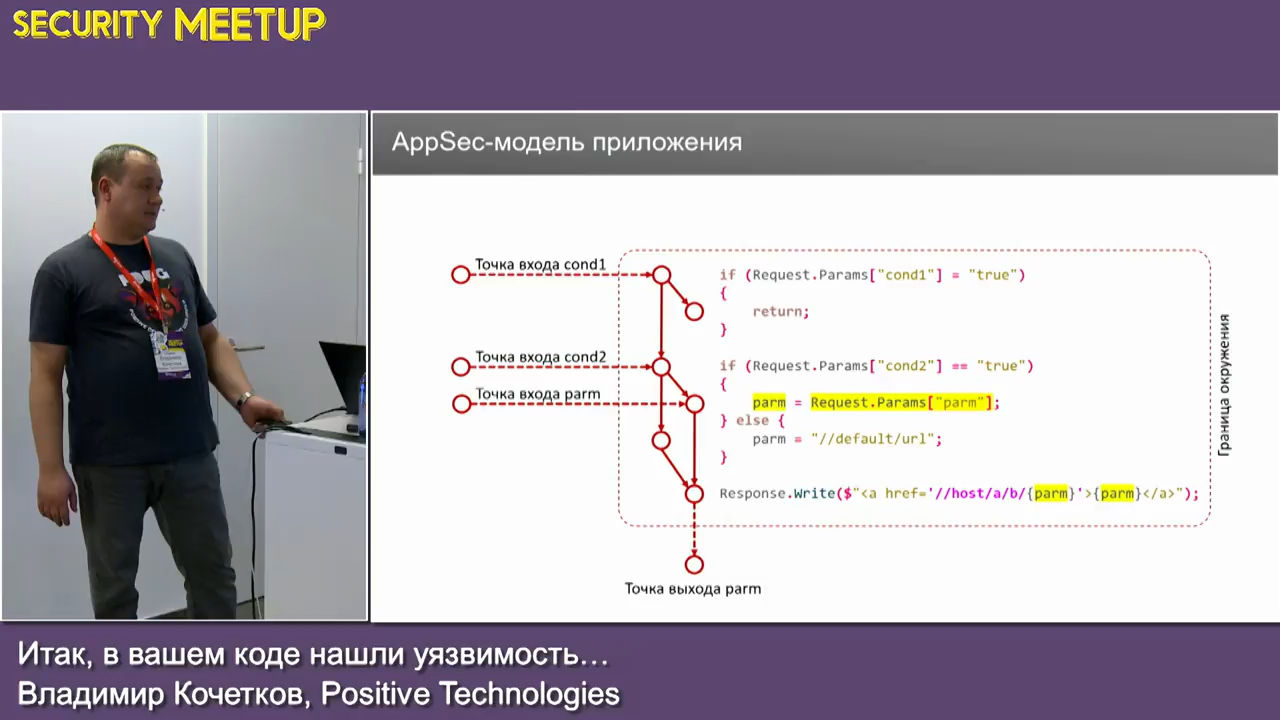 SECURITY MEETUP
AppSec-модель приложения
Точка входа cond1
if (Request.Params["cond1"] = "true")
{
return;
}
Точка входа cond2
if (Request.Params["cond2"] == "true")
{
Точка входа parm
parm = Request.Params["parm"];
} else {
parm = "//default/url";
}
Response.Write($"<a href='//host/a/b/{parm}'>{parm}</a>");
Точка выхода parm
Граница окружения
Итак, в вашем коде нашли уязвимость…
Владимир Кочетков, Positive Technologies